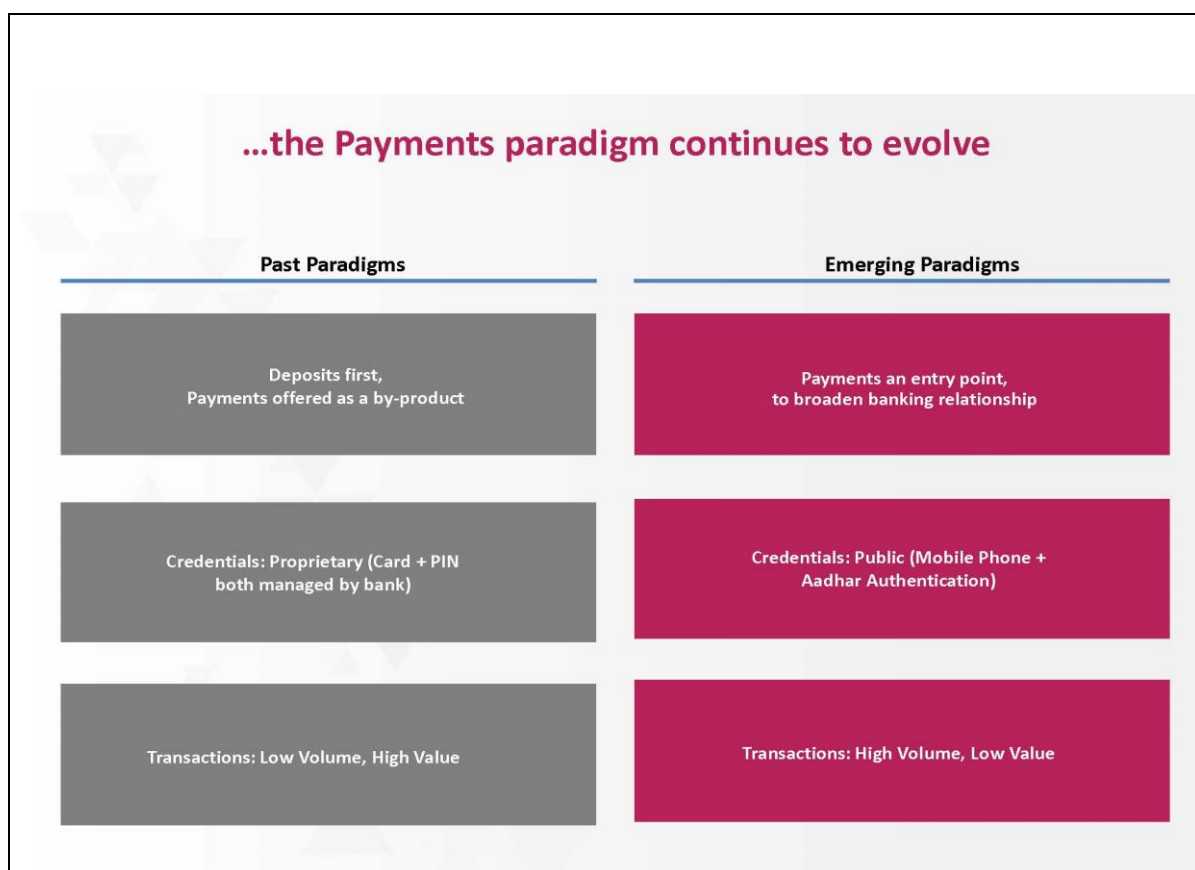 ...the Payments paradigm continues to evolve
Past Paradigms
Emerging Paradigms
Deposits first,
Payments offered as a by-product
Payments an entry point,
to broaden banking relationship
Credentials: Proprietary (Card + PIN
both managed by bank)
Credentials: Public (Mobile Phone +
Aadhar Authentication)
Transactions: Low Volume, High Value
Transactions: High Volume, Low Value